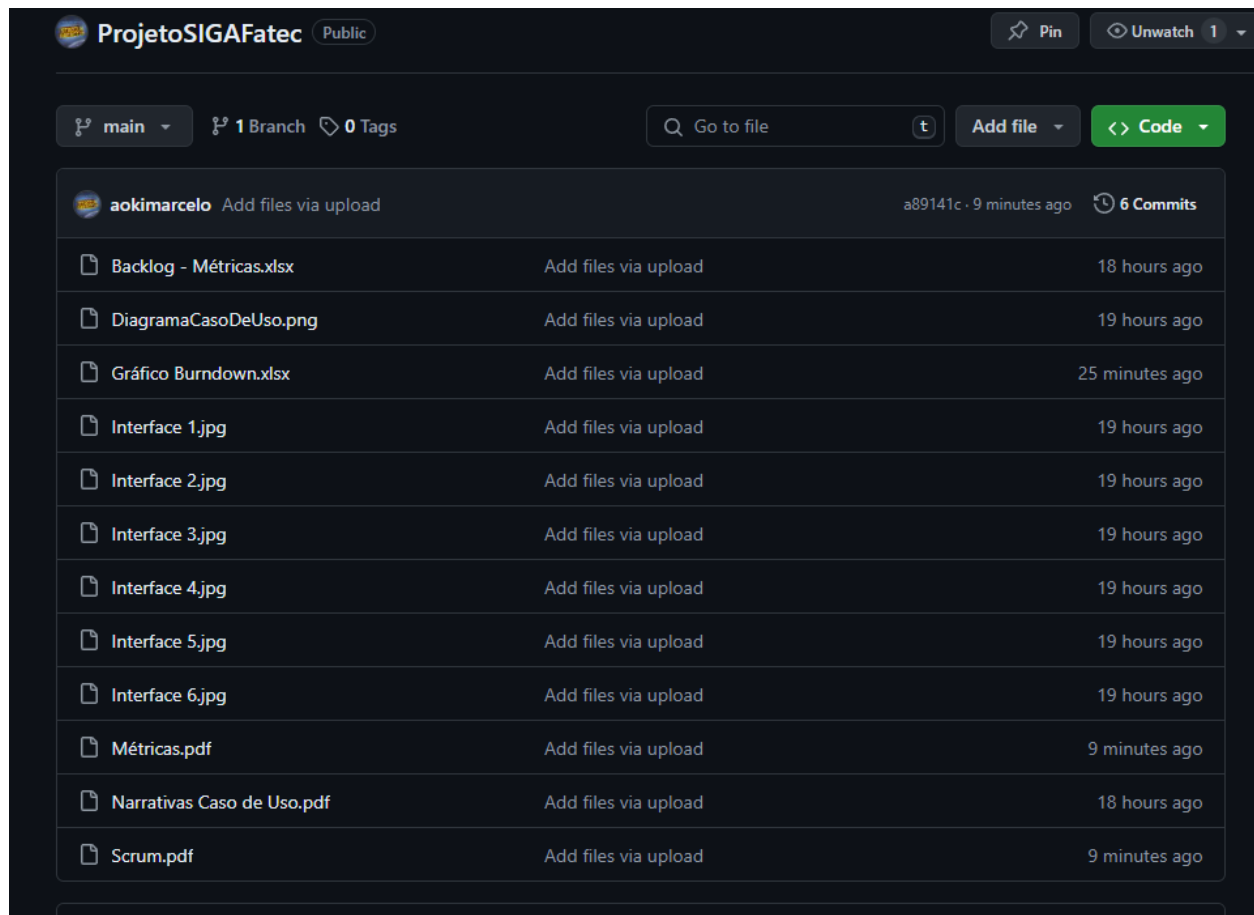 ProjetoSIGAFatec Public Pin Unwatch 1
main 1 Branch 0 Tags Go to file t Add file <> Code
aokimarcelo Add files via upload a89141c · 9 minutes ago 6 Commits
Backlog - Métricas.xlsx Add files via upload 18 hours ago
DiagramaCasoDeUso.png Add files via upload 19 hours ago
Gráfico Burndown.xlsx Add files via upload 25 minutes ago
Interface 1.jpg Add files via upload 19 hours ago
Interface 2.jpg Add files via upload 19 hours ago
Interface 3.jpg Add files via upload 19 hours ago
Interface 4.jpg Add files via upload 19 hours ago
Interface 5.jpg Add files via upload 19 hours ago
Interface 6.jpg Add files via upload 19 hours ago
Métricas.pdf Add files via upload 9 minutes ago
Narrativas Caso de Uso.pdf Add files via upload 18 hours ago
Scrum.pdf Add files via upload 9 minutes ago